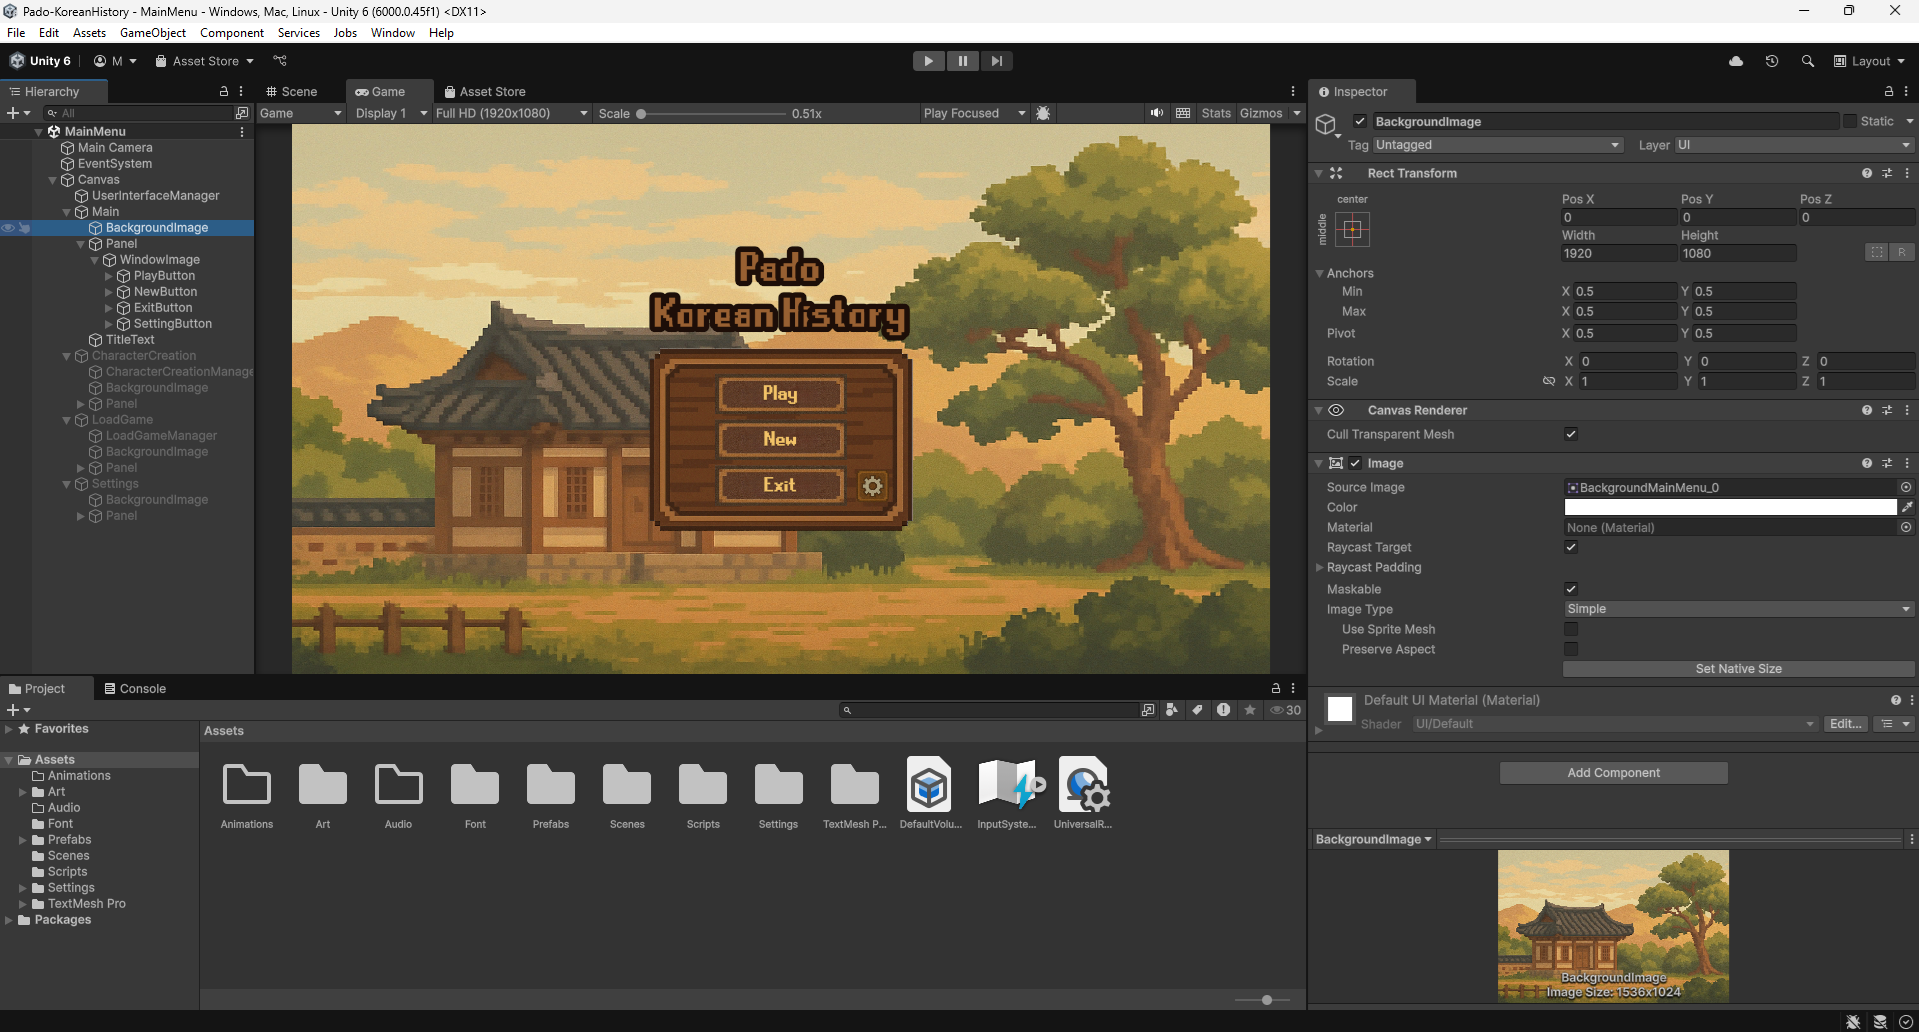 Pado-KoreanHistory - MainMenu - Windows, Mac, Linux - Unity 6 (6000.0.45f1) <DX11>
File Edit Assets GameObject Component Services Jobs Window Help
Unity 6 M Asset Store Layout
Hierarchy
All
MainMenu
Main Camera
EventSystem
Canvas
UserInterfaceManager
Main
BackgroundImage
Panel
WindowImage
PlayButton
NewButton
ExitButton
SettingButton
TitleText
CharacterCreation
CharacterCreationManage
BackgroundImage
Panel
LoadGame
LoadGameManager
BackgroundImage
Panel
Settings
BackgroundImage
Panel
Scene Game Asset Store
Game Display 1 Full HD (1920x1080) Scale 0.51x Play Focused Stats Gizmos
Pado
Korean History
Play
New
Exit
Inspector
BackgroundImage Static
Tag Untagged Layer UI
Rect Transform
center
middle
Pos X Pos Y Pos Z
0 0 0
Width Height
1920 1080 R
Anchors
Min X 0.5 Y 0.5
Max X 0.5 Y 0.5
Pivot X 0.5 Y 0.5
Rotation X 0 Y 0 Z 0
Scale X 1 Y 1 Z 1
Canvas Renderer
Cull Transparent Mesh
Image
Source Image BackgroundMainMenu_0
Color
Material None (Material)
Raycast Target
Raycast Padding
Maskable
Image Type Simple
Use Sprite Mesh
Preserve Aspect
Set Native Size
Default UI Material (Material)
Shader UI/Default Edit...
Add Component
BackgroundImage
BackgroundImage
Image Size: 1536x1024
Project Console
30
Favorites
Assets
Animations
Art
Audio
Font
Prefabs
Scenes
Scripts
Settings
TextMesh Pro
Packages
Assets
Animations Art Audio Font Prefabs Scenes Scripts Settings TextMesh P... DefaultVolu... InputSyste... UniversalR...